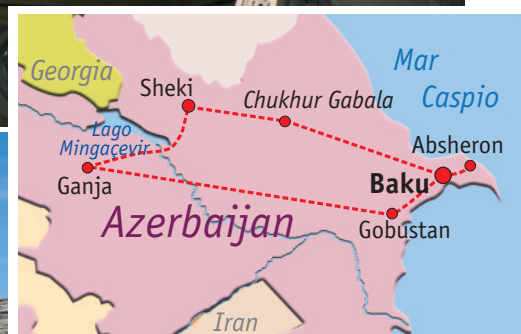 Georgia
Mar
Caspio
Sheki
Chukhur Gabala
Lago
Mingaçevir
Absheron
Ganja
Baku
Azerbaijan
Gobustan
Iran